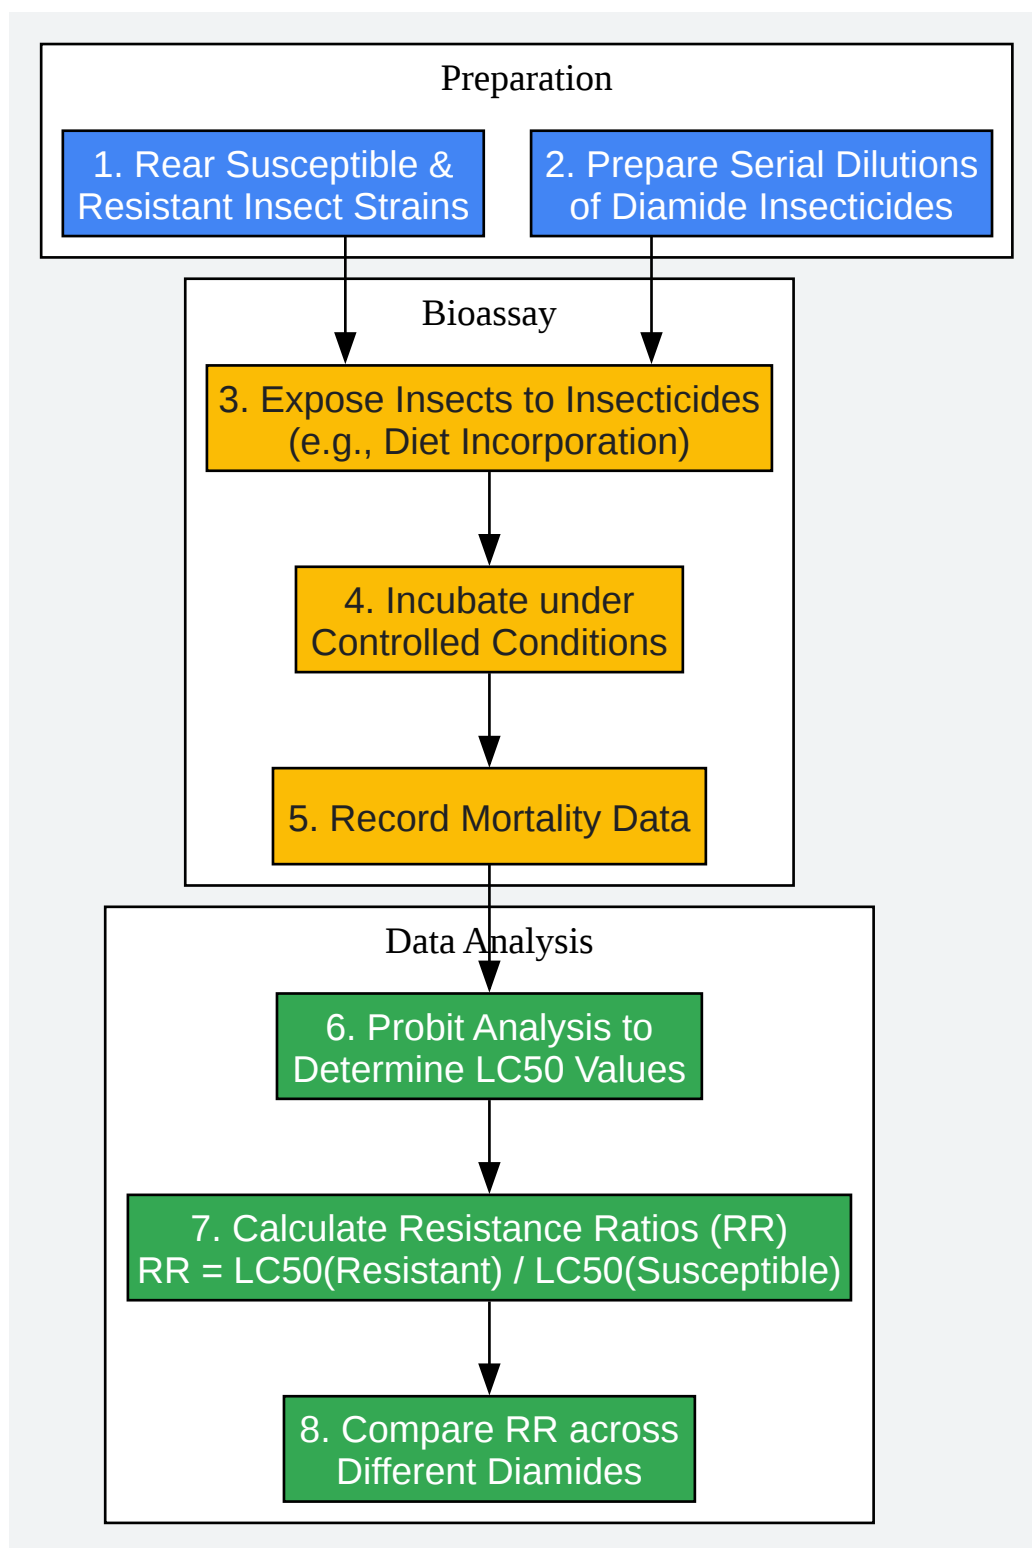 Preparation
1. Rear Susceptible &
Resistant Insect Strains
2. Prepare Serial Dilutions
of Diamide Insecticides
Bioassay
3. Expose Insects to Insecticides
(e.g., Diet Incorporation)
4. Incubate under
Controlled Conditions
5. Record Mortality Data
Data Analysis
6. Probit Analysis to
Determine LC50 Values
7. Calculate Resistance Ratios (RR)
RR = LC50(Resistant) / LC50(Susceptible)
8. Compare RR across
Different Diamides